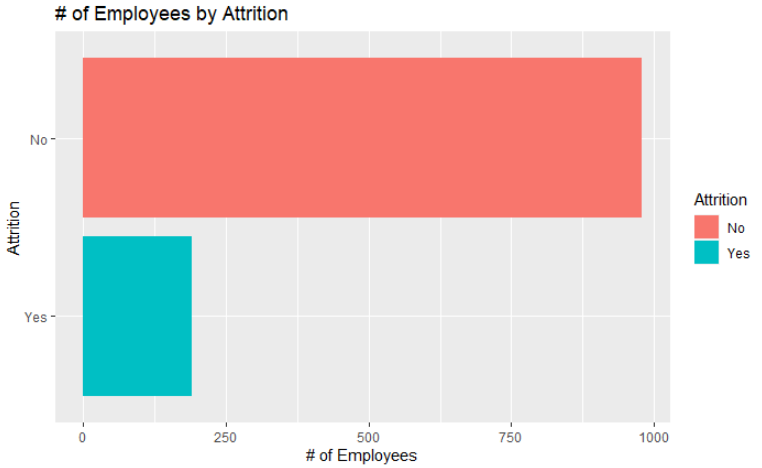 # of Employees by Attrition
Attrition
No
Yes
0 250 500 750 1000
# of Employees
Attrition
No
Yes